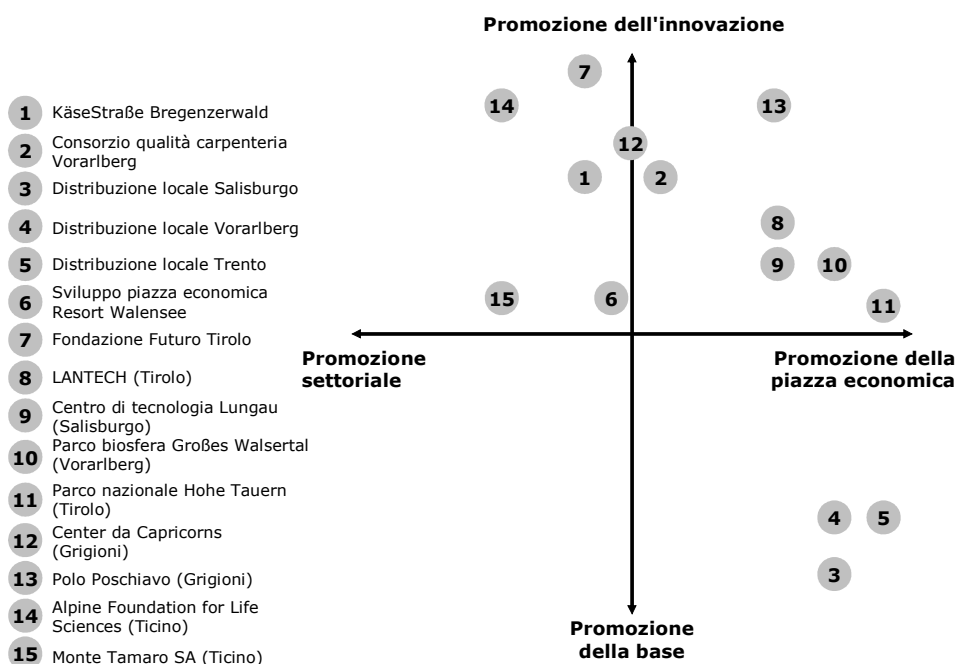 Promozione dell'innovazione
1 KäseStraße Bregenzerwald
2 Consorzio qualità carpenteria
Vorarlberg
3 Distribuzione locale Salisburgo
4 Distribuzione locale Vorarlberg
5 Distribuzione locale Trento
6 Sviluppo piazza economica
Resort Walensee
7 Fondazione Futuro Tirolo
8 LANTECH (Tirolo)
9 Centro di tecnologia Lungau
(Salisburgo)
10 Parco biosfera Großes Walsertal
(Vorarlberg)
11 Parco nazionale Hohe Tauern
(Tirolo)
12 Center da Capricorns
(Grigioni)
13 Polo Poschiavo (Grigioni)
14 Alpine Foundation for Life
Sciences (Ticino)
15 Monte Tamaro SA (Ticino)
7
14
13
12
1
2
8
9
10
15
6
11
Promozione
settoriale
Promozione della
piazza economica
4
5
3
Promozione
della base